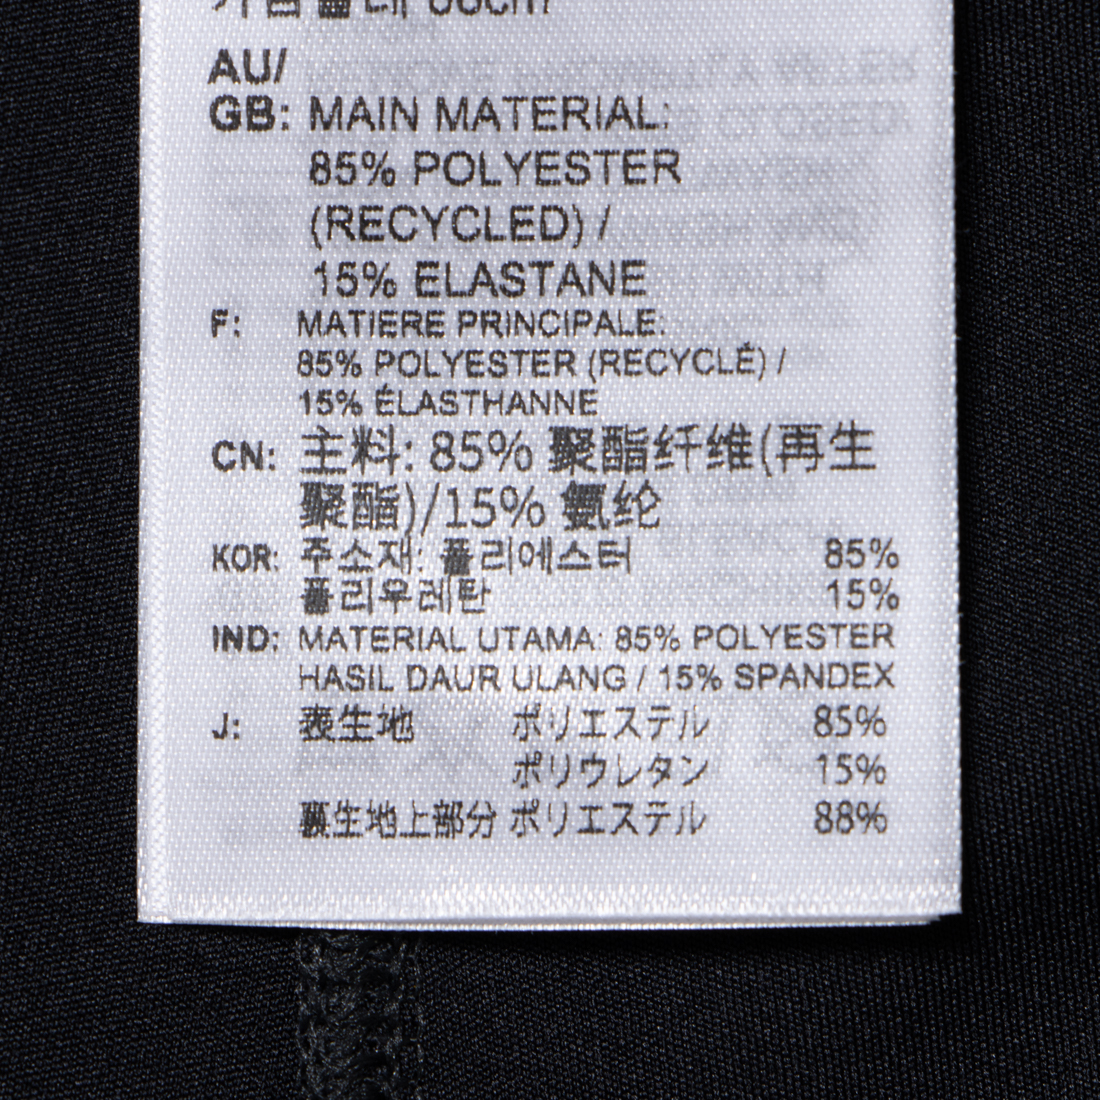 AU/
GB: MAIN MATERIAL:
85% POLYESTER
(RECYCLED) /
15% ELASTANE
F: MATIERE PRINCIPALE:
85% POLYESTER (RECYCLÉ) /
15% ÉLASTHANNE
CN: 主料: 85% 聚酯纤维(再生
聚酯)/15% 氨纶
KOR: 주소재: 폴리에스터 85%
폴리우레탄 15%
IND: MATERIAL UTAMA: 85% POLYESTER
HASIL DAUR ULANG / 15% SPANDEX
J: 表生地 ポリエステル 85%
ポリウレタン 15%
裏生地上部分 ポリエステル 88%